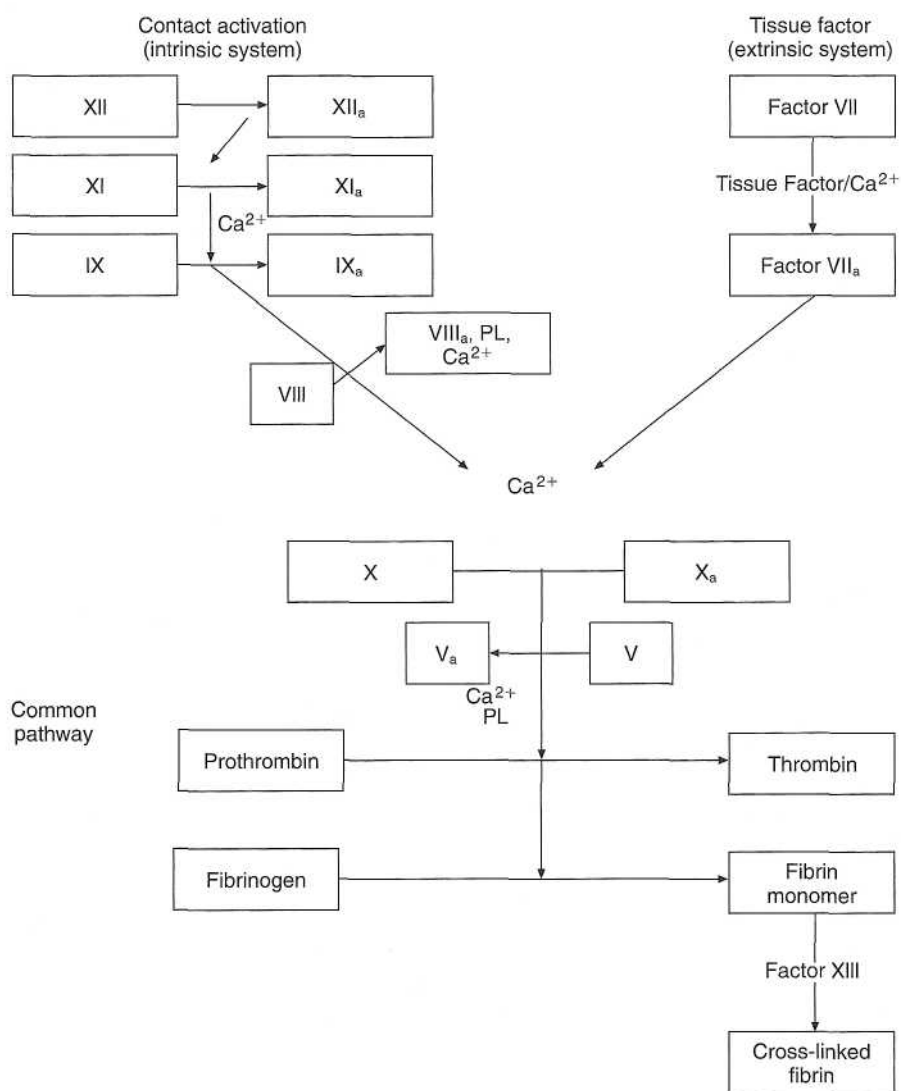 Contact activation
(intrinsic system)
Tissue factor
(extrinsic system)
XII
XIIₐ
Factor VII
XI
XIₐ
Tissue Factor/Ca²⁺
Ca²⁺
IX
IXₐ
Factor VIIₐ
VIIIₐ, PL,
Ca²⁺
VIII
Ca²⁺
X
Xₐ
Vₐ
V
Ca²⁺
PL
Common
pathway
Prothrombin
Thrombin
Fibrinogen
Fibrin
monomer
Factor XIII
Cross-linked
fibrin